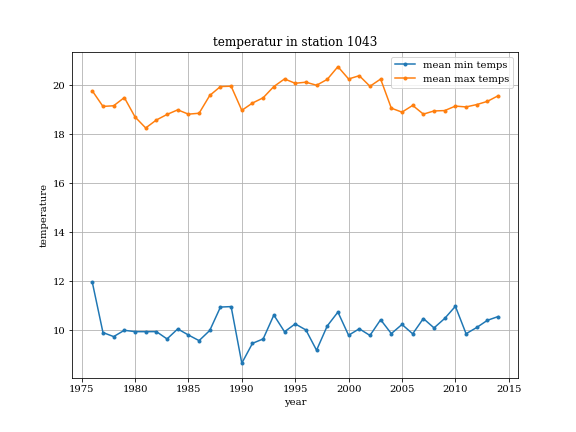 temperatur in station 1043
mean min temps
mean max temps
20
18
16
14
12
10
temperature
1975 1980 1985 1990 1995 2000 2005 2010 2015
year